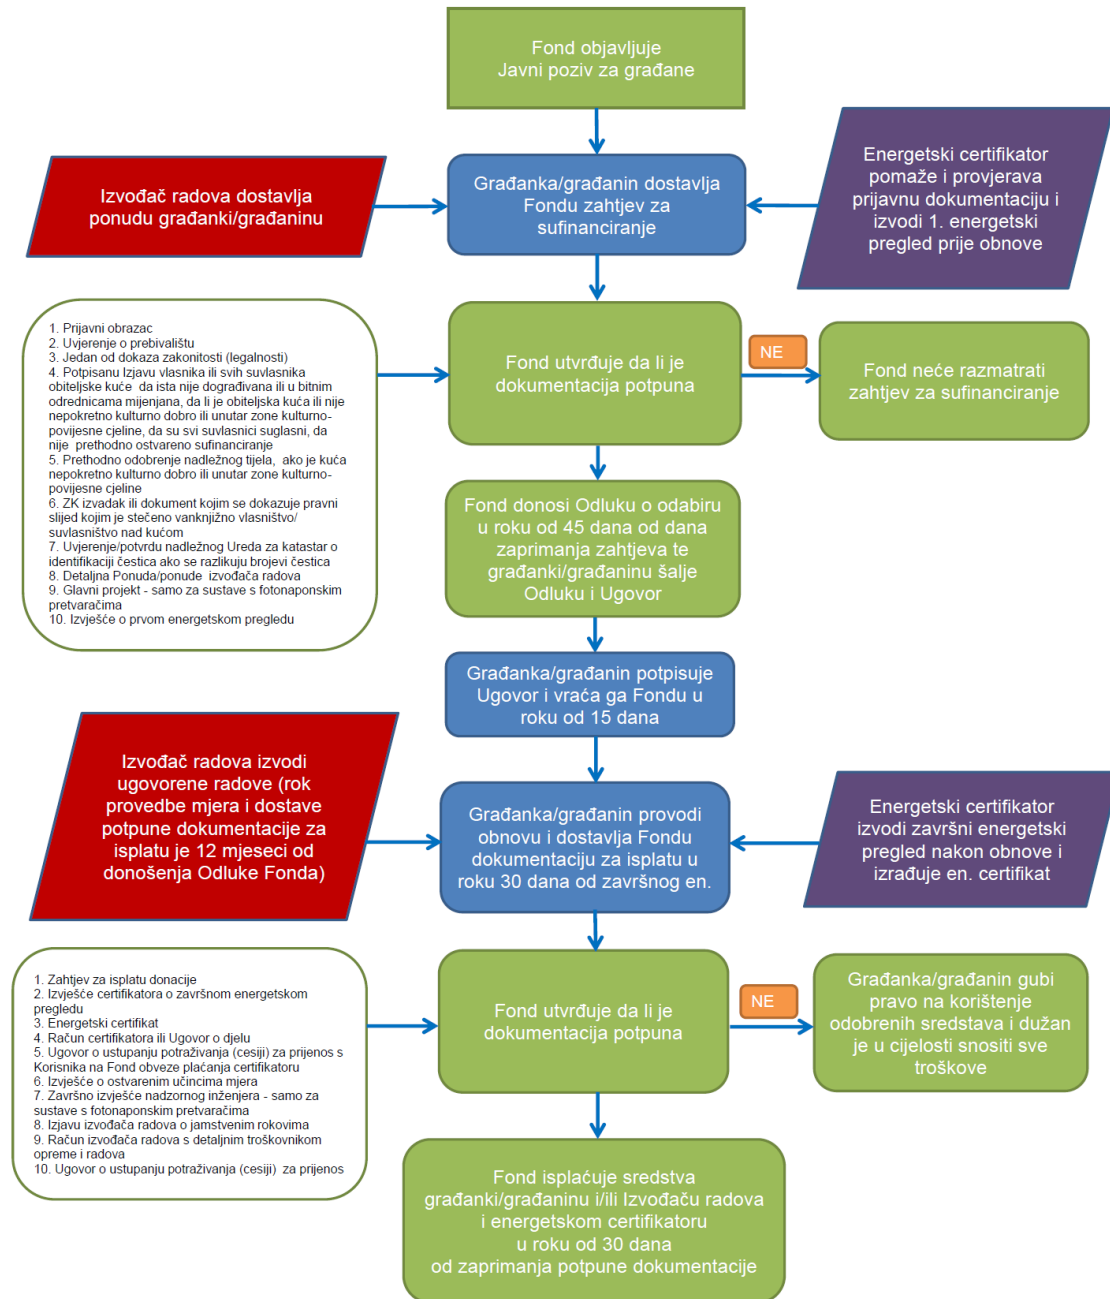 Fond objavljuje
Javni poziv za građane
Izvođač radova dostavlja
ponudu građanki/građaninu
Građanka/građanin dostavlja
Fondu zahtjev za
sufinanciranje
Energetski certifikator
pomaže i provjerava
prijavnu dokumentaciju i
izvodi 1. energetski
pregled prije obnove
1. Prijavni obrazac
2. Uvjerenje o prebivalištu
3. Jedan od dokaza zakonitosti (legalnosti)
4. Potpisanu Izjavu vlasnika ili svih suvlasnika
obiteljske kuće da ista nije dograđivana ili u bitnim
odrednicama mijenjana, da li je obiteljska kuća ili nije
nepokretno kulturno dobro ili unutar zone kulturno-
povijesne cjeline, da su svi suvlasnici suglasni, da
nije prethodno ostvareno sufinanciranje
5. Prethodno odobrenje nadležnog tijela, ako je kuća
nepokretno kulturno dobro ili unutar zone kulturno-
povijesne cjeline
6. ZK izvadak ili dokument kojim se dokazuje pravni
slijed kojim je stečeno vanknjižno vlasništvo/
suvlasništvo nad kućom
7. Uvjerenje/potvrdu nadležnog Ureda za katastar o
identifikaciji čestica ako se razlikuju brojevi čestica
8. Detaljna Ponuda/ponude izvođača radova
9. Glavni projekt - samo za sustave s fotonaponskim
pretvaračima
10. Izvješće o prvom energetskom pregledu
Fond utvrđuje da li je
dokumentacija potpuna
NE
Fond neće razmatrati
zahtjev za sufinanciranje
Fond donosi Odluku o odabiru
u roku od 45 dana od dana
zaprimanja zahtjeva te
građanki/građaninu šalje
Odluku i Ugovor
Građanka/građanin potpisuje
Ugovor i vraća ga Fondu u
roku od 15 dana
Izvođač radova izvodi
ugovorene radove (rok
provedbe mjera i dostave
potpune dokumentacije za
isplatu je 12 mjeseci od
donošenja Odluke Fonda)
Građanka/građanin provodi
obnovu i dostavlja Fondu
dokumentaciju za isplatu u
roku 30 dana od završnog en.
Energetski certifikator
izvodi završni energetski
pregled nakon obnove i
izrađuje en. certifikat
1. Zahtjev za isplatu donacije
2. Izvješće certifikatora o završnom energetskom
pregledu
3. Energetski certifikat
4. Račun certifikatora ili Ugovor o djelu
5. Ugovor o ustupanju potraživanja (cesiji) za prijenos s
Korisnika na Fond obveze plaćanja certifikatoru
6. Izvješće o ostvarenim učincima mjera
7. Završno izvješće nadzornog inženjera - samo za
sustave s fotonaponskim pretvaračima
8. Izjavu izvođača radova o jamstvenim rokovima
9. Račun izvođača radova s detaljnim troškovnikom
opreme i radova
10. Ugovor o ustupanju potraživanja (cesiji) za prijenos
Fond utvrđuje da li je
dokumentacija potpuna
NE
Građanka/građanin gubi
pravo na korištenje
odobrenih sredstava i dužan
je u cijelosti snositi sve
troškove
Fond isplaćuje sredstva
građanki/građaninu i/ili Izvođaču radova
i energetskom certifikatoru
u roku od 30 dana
od zaprimanja potpune dokumentacije